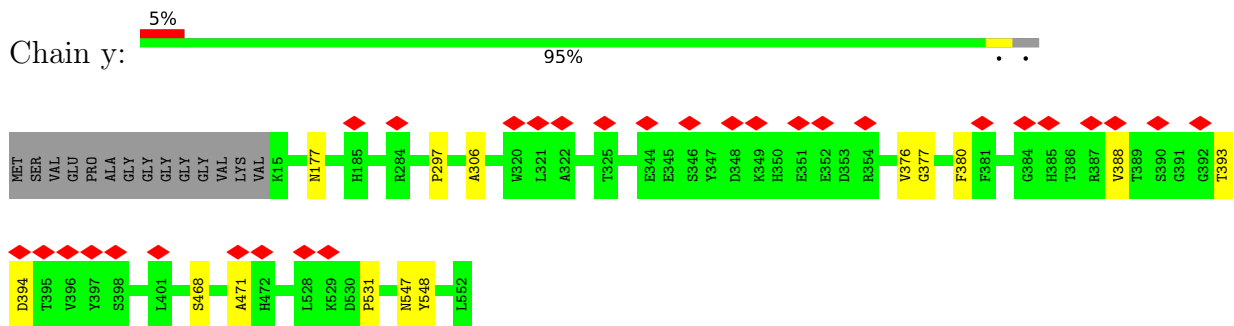 5%
Chain y:
95%
. .
MET SER VAL GLU PRO ALA GLY GLY GLY GLY GLY VAL LYS VAL K15 N177 H185 R284 P297 A306 W320 L321 A322 T325 E344 E345 S346 Y347 D348 K349 H350 E351 E352 D353 R354 V376 G377 F380 F381 G384 H385 T386 R387 V388 T389 S390 G391 G392 T393
D394 T395 V396 Y397 S398 L401 S468 A471 H472 L528 K529 D530 P531 N547 Y548 L552